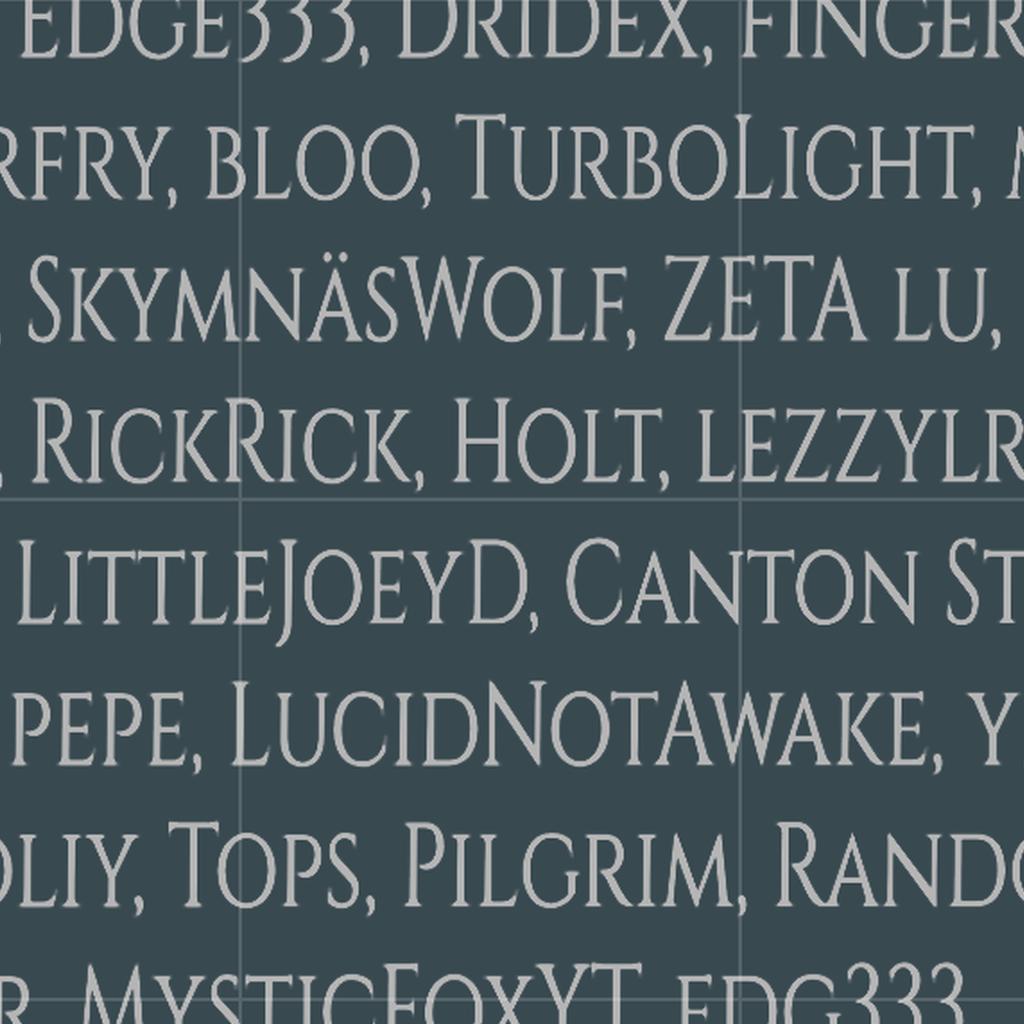 EDGE333, DRIDEX, FINGER
RFRY, BLOO, TURBOLIGHT,
SKYMNÄSWOLF, ZETA LU,
RICKRICK, HOLT, LEZZYLR
LITTLEJOEYD, CANTON ST
PEPE, LUCIDNOTAWAKE, Y
OLIY, TOPS, PILGRIM, RANDO
MYSTICFOXYT, EDG333